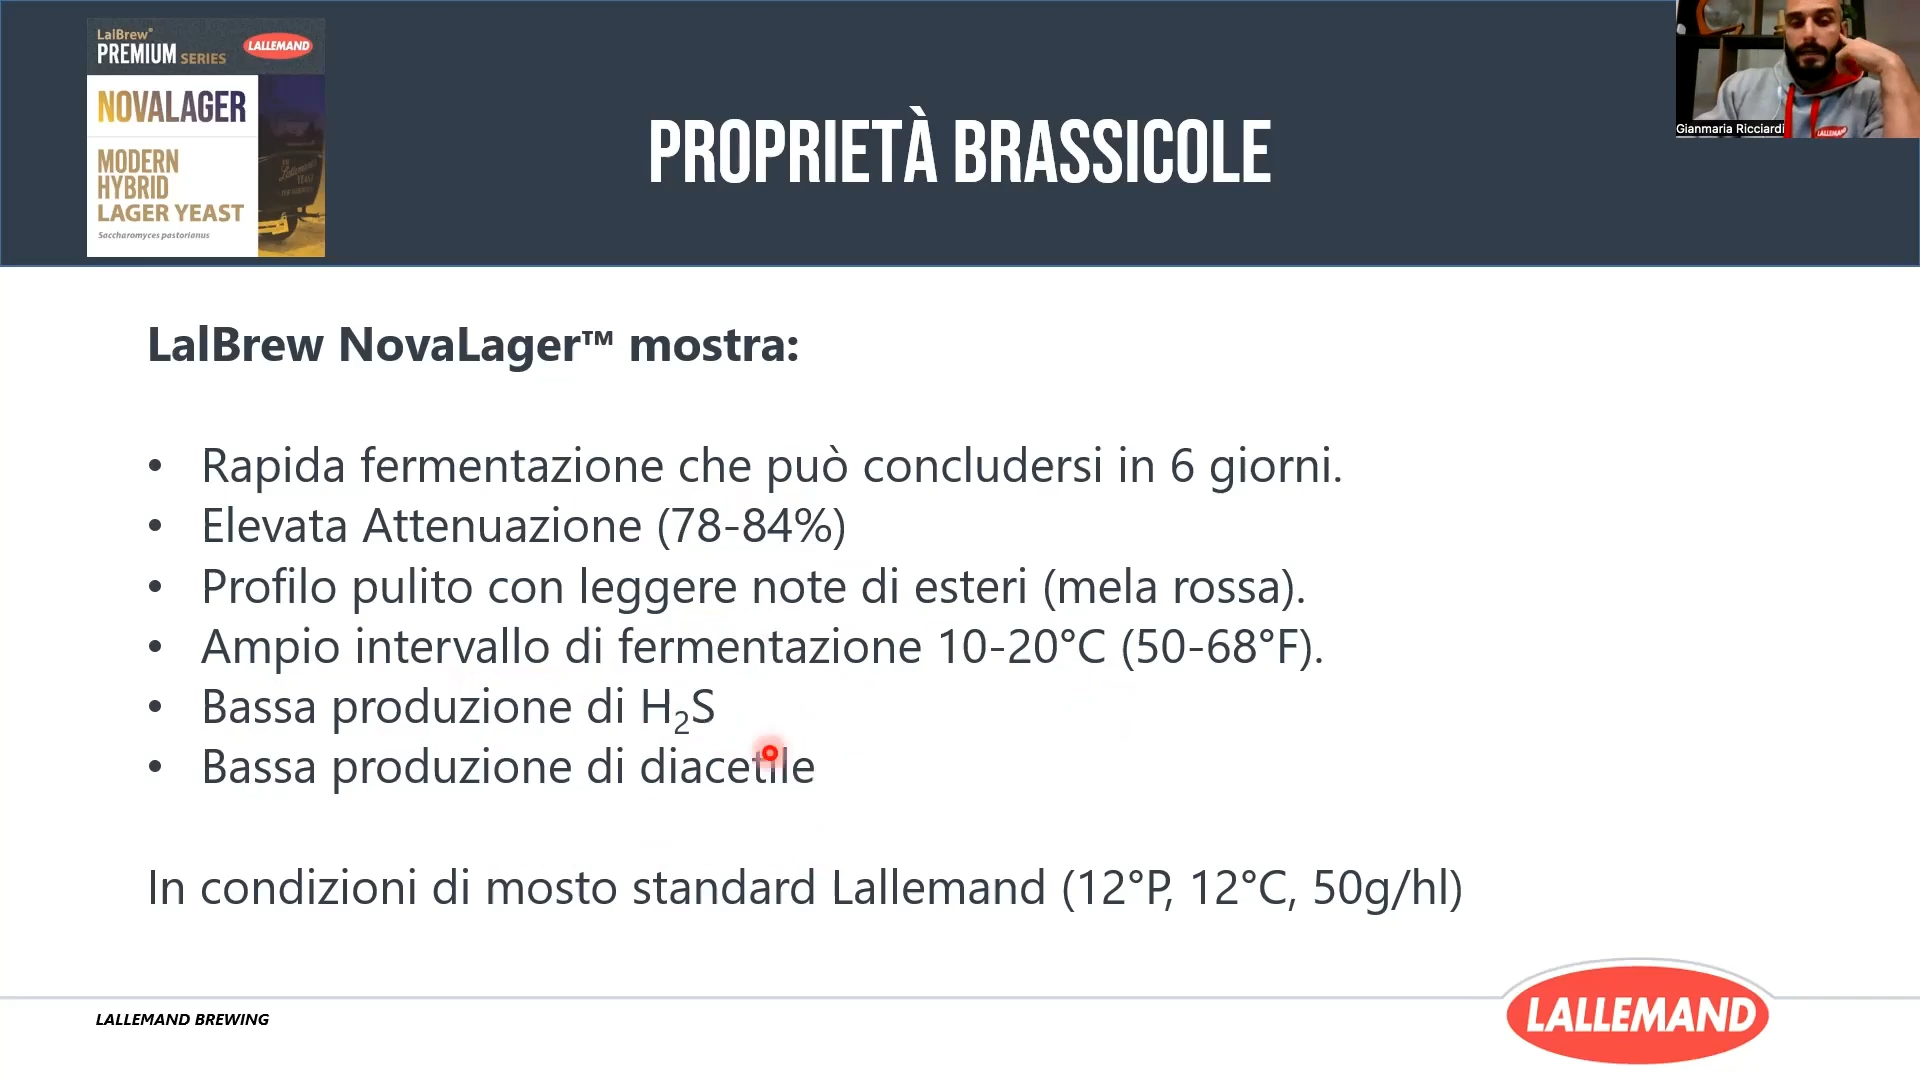 LalBrew®
PREMIUM SERIES
LALLEMAND
NOVALAGER
MODERN
HYBRID
LAGER YEAST
Saccharomyces pastorianus
PROPRIETÀ BRASSICOLE
Gianmaria Ricciardi
LALLEMAND
LalBrew NovaLager™ mostra:
• Rapida fermentazione che può concludersi in 6 giorni.
• Elevata Attenuazione (78-84%)
• Profilo pulito con leggere note di esteri (mela rossa).
• Ampio intervallo di fermentazione 10-20°C (50-68°F).
• Bassa produzione di H₂S
• Bassa produzione di diacetile
In condizioni di mosto standard Lallemand (12°P, 12°C, 50g/hl)
LALLEMAND BREWING
LALLEMAND